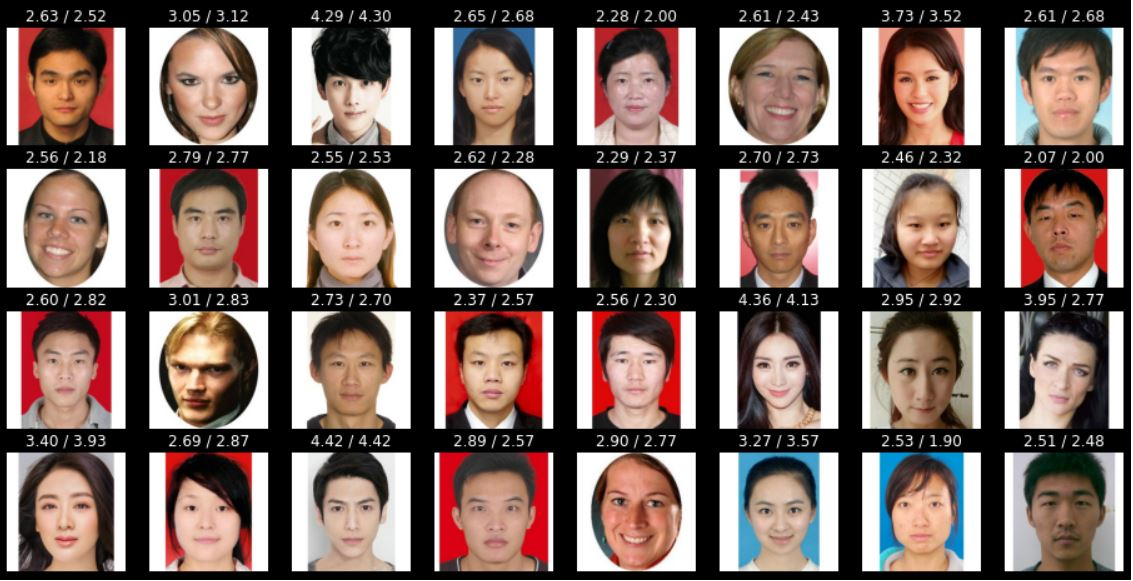 2.63 / 2.52 3.05 / 3.12 4.29 / 4.30 2.65 / 2.68 2.28 / 2.00 2.61 / 2.43 3.73 / 3.52 2.61 / 2.68
2.56 / 2.18 2.79 / 2.77 2.55 / 2.53 2.62 / 2.28 2.29 / 2.37 2.70 / 2.73 2.46 / 2.32 2.07 / 2.00
2.60 / 2.82 3.01 / 2.83 2.73 / 2.70 2.37 / 2.57 2.56 / 2.30 4.36 / 4.13 2.95 / 2.92 3.95 / 2.77
3.40 / 3.93 2.69 / 2.87 4.42 / 4.42 2.89 / 2.57 2.90 / 2.77 3.27 / 3.57 2.53 / 1.90 2.51 / 2.48